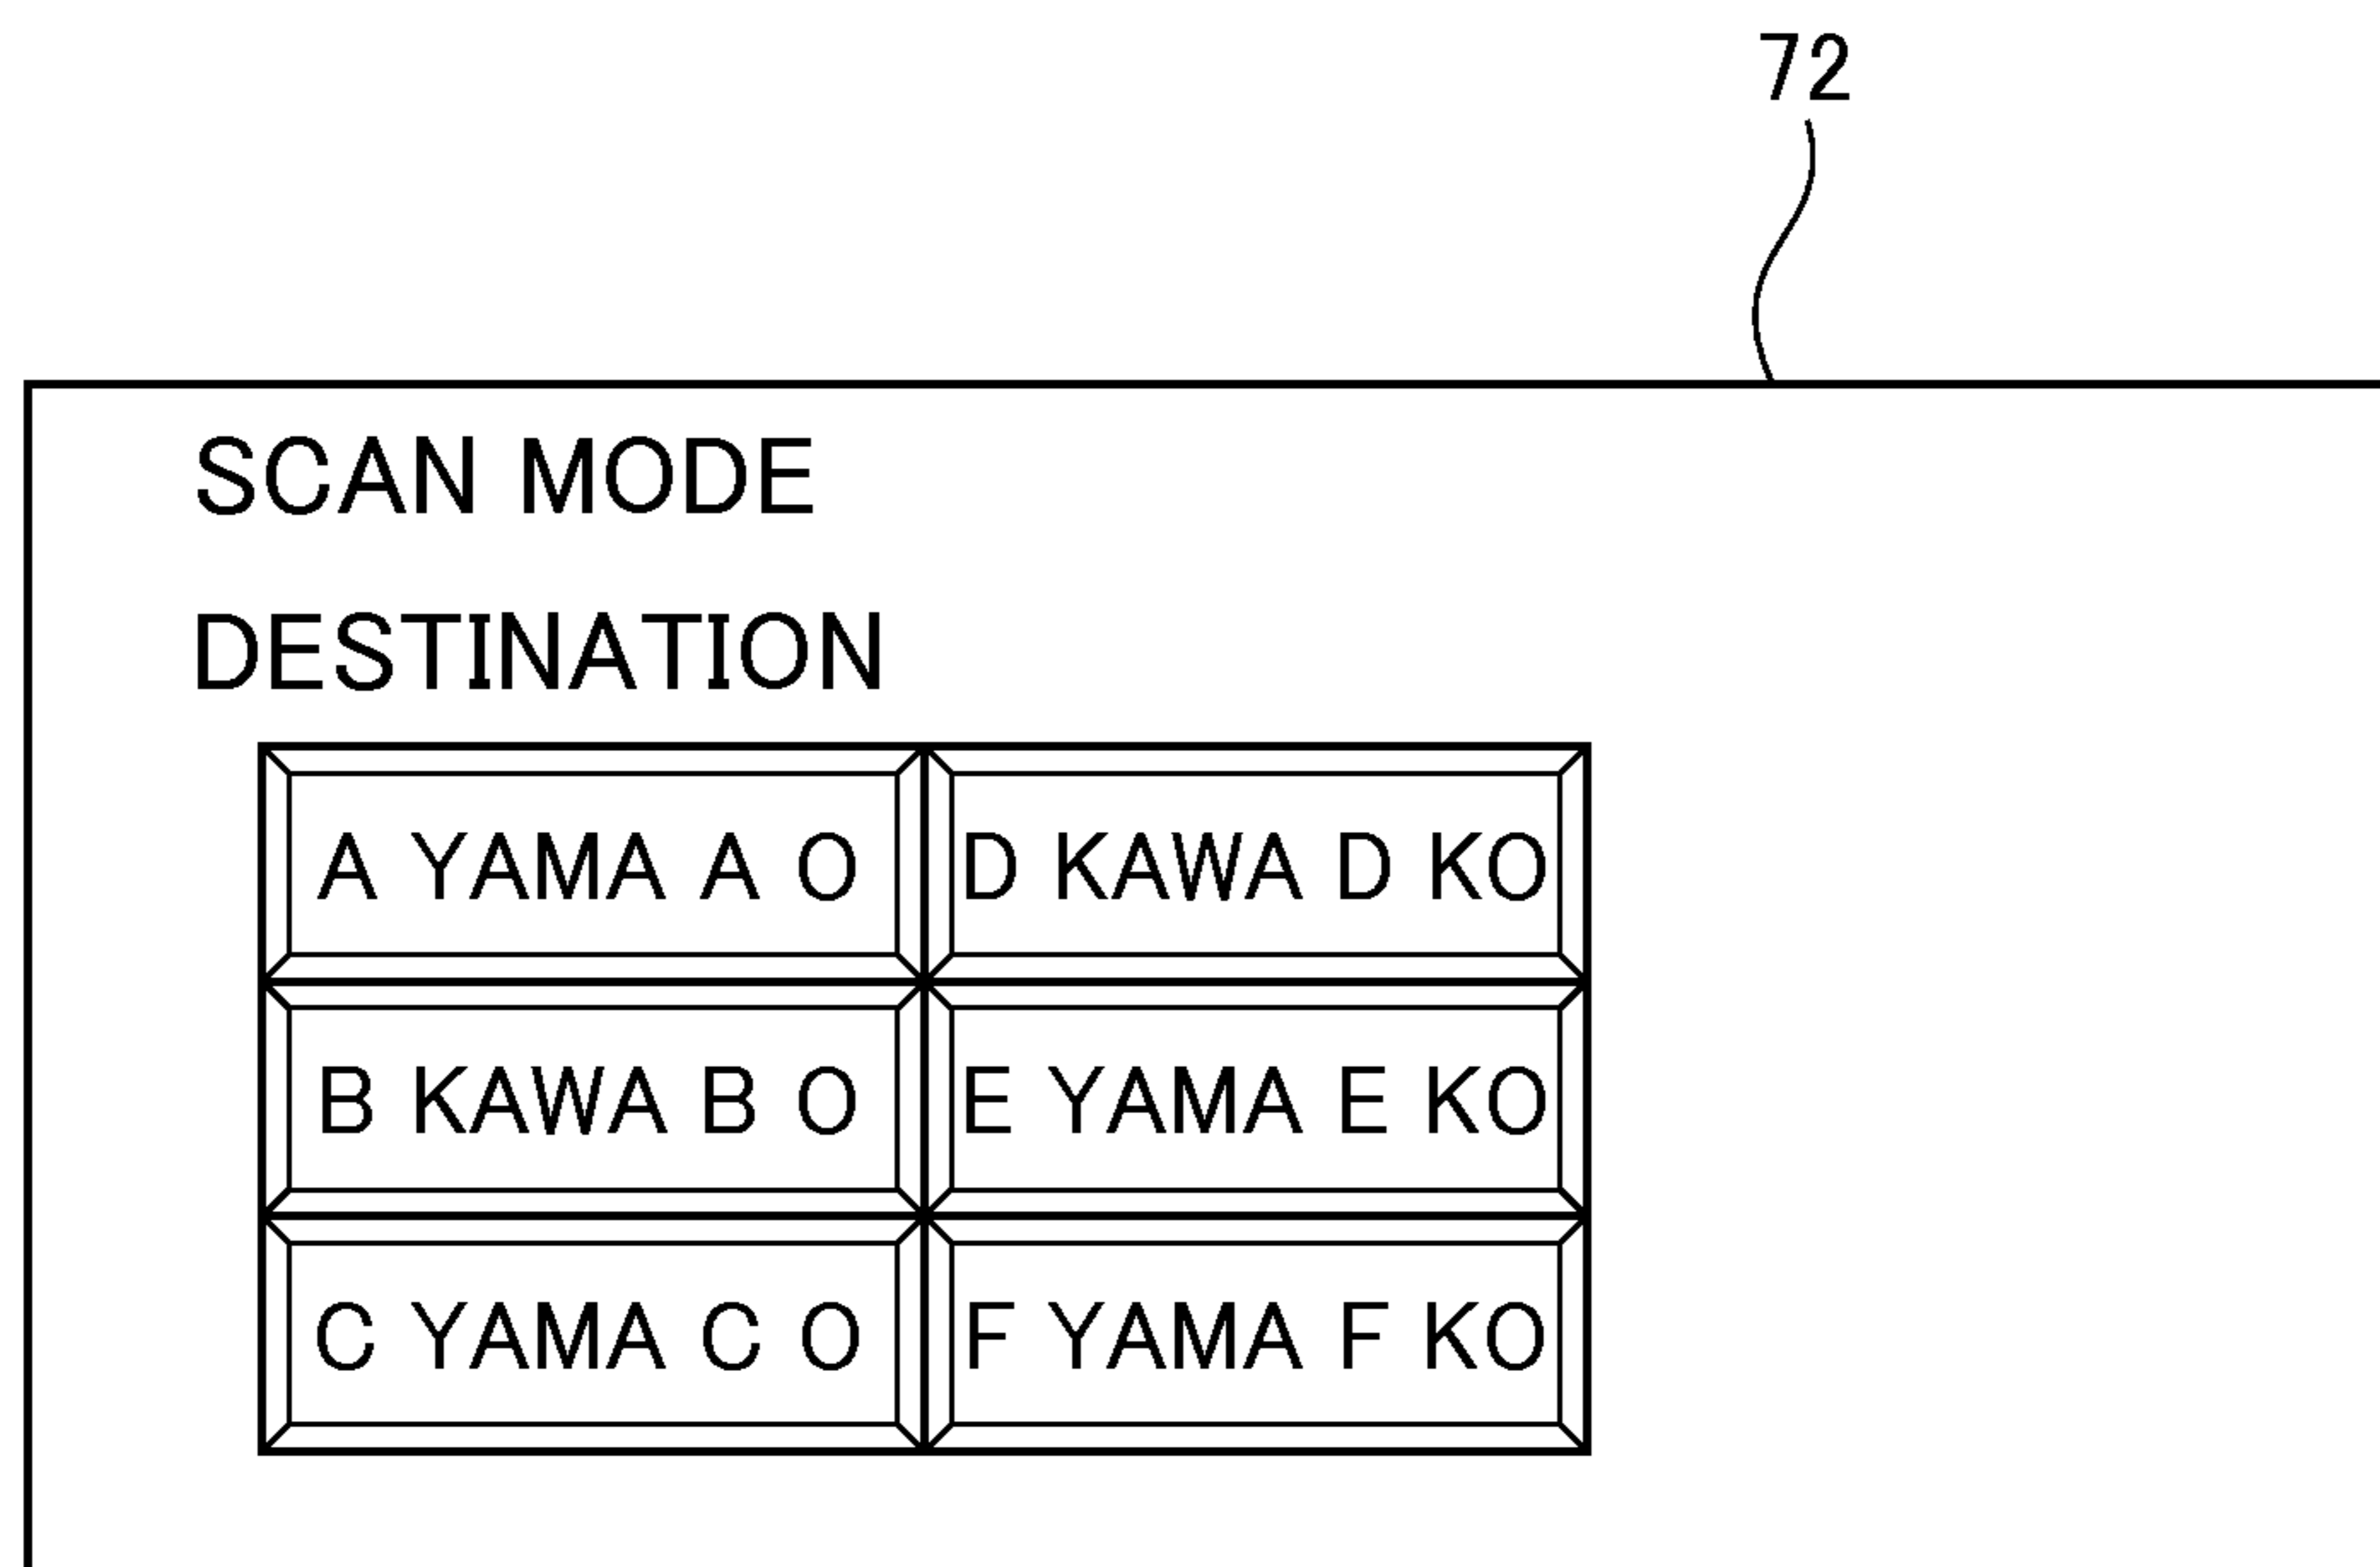 72
SCAN MODE
DESTINATION
A YAMA A O
D KAWA D KO
B KAWA B O
E YAMA E KO
C YAMA C O
F YAMA F KO